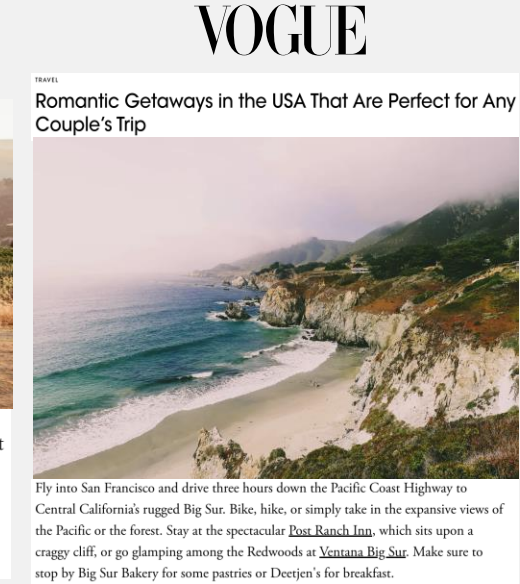 VOGUE
TRAVEL
Romantic Getaways in the USA That Are Perfect for Any
Couple's Trip
Fly into San Francisco and drive three hours down the Pacific Coast Highway to
Central California's rugged Big Sur. Bike, hike, or simply take in the expansive views of
the Pacific or the forest. Stay at the spectacular Post Ranch Inn, which sits upon a
craggy cliff, or go glamping among the Redwoods at Ventana Big Sur. Make sure to
stop by Big Sur Bakery for some pastries or Deetjen's for breakfast.